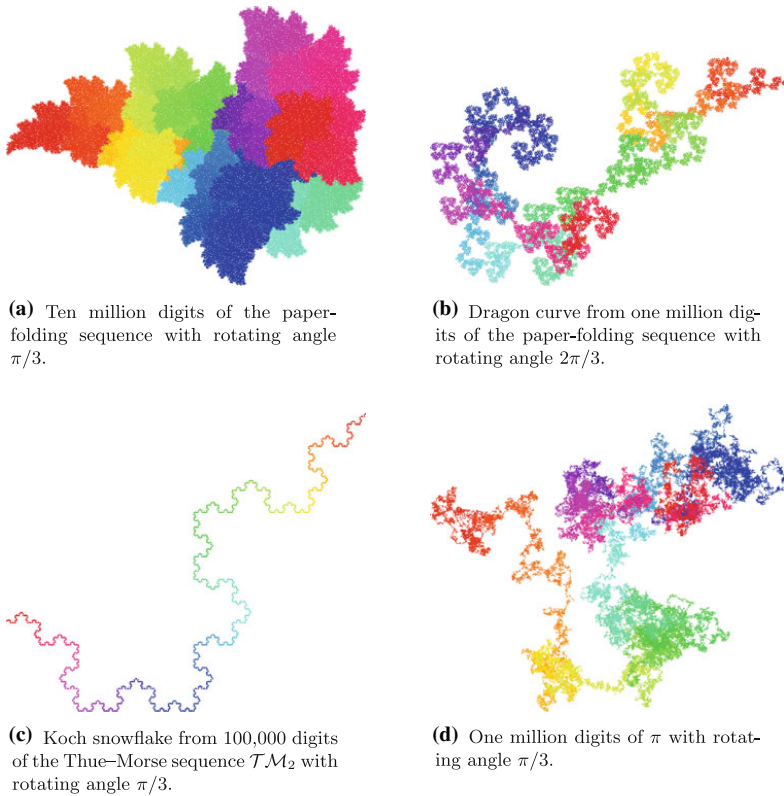 (a) Ten million digits of the paper-
folding sequence with rotating angle
π/3.
(b) Dragon curve from one million dig-
its of the paper-folding sequence with
rotating angle 2π/3.
(c) Koch snowflake from 100,000 digits
of the Thue–Morse sequence 𝒯ℳ₂ with
rotating angle π/3.
(d) One million digits of π with rotat-
ing angle π/3.